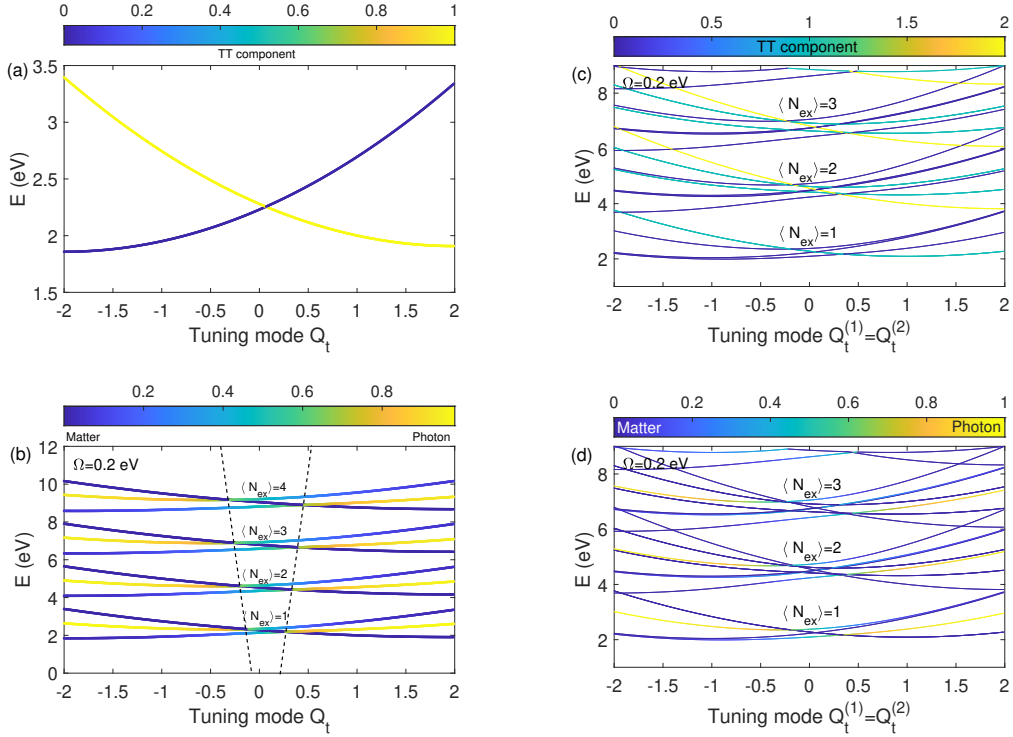 0 0.2 0.4 0.6 0.8 1
TT component
(a)
3.5
3
2.5
2
1.5
E (eV)
-2 -1.5 -1 -0.5 0 0.5 1 1.5 2
Tuning mode Q_t
0 0.5 1 1.5 2
TT component
(c)
Ω=0.2 eV
8
6
4
2
E (eV)
⟨ N_ex⟩=3
⟨ N_ex⟩=2
⟨ N_ex⟩=1
-2 -1.5 -1 -0.5 0 0.5 1 1.5 2
Tuning mode Q_t^(1)=Q_t^(2)
0.2 0.4 0.6 0.8
Matter Photon
(b)
Ω=0.2 eV
12
10
8
6
4
2
0
E (eV)
⟨ N_ex⟩=4
⟨ N_ex⟩=3
⟨ N_ex⟩=2
⟨ N_ex⟩=1
-2 -1.5 -1 -0.5 0 0.5 1 1.5 2
Tuning mode Q_t
0 0.2 0.4 0.6 0.8 1
Matter Photon
(d)
Ω=0.2 eV
8
6
4
2
E (eV)
⟨ N_ex⟩=3
⟨ N_ex⟩=2
⟨ N_ex⟩=1
-2 -1.5 -1 -0.5 0 0.5 1 1.5 2
Tuning mode Q_t^(1)=Q_t^(2)